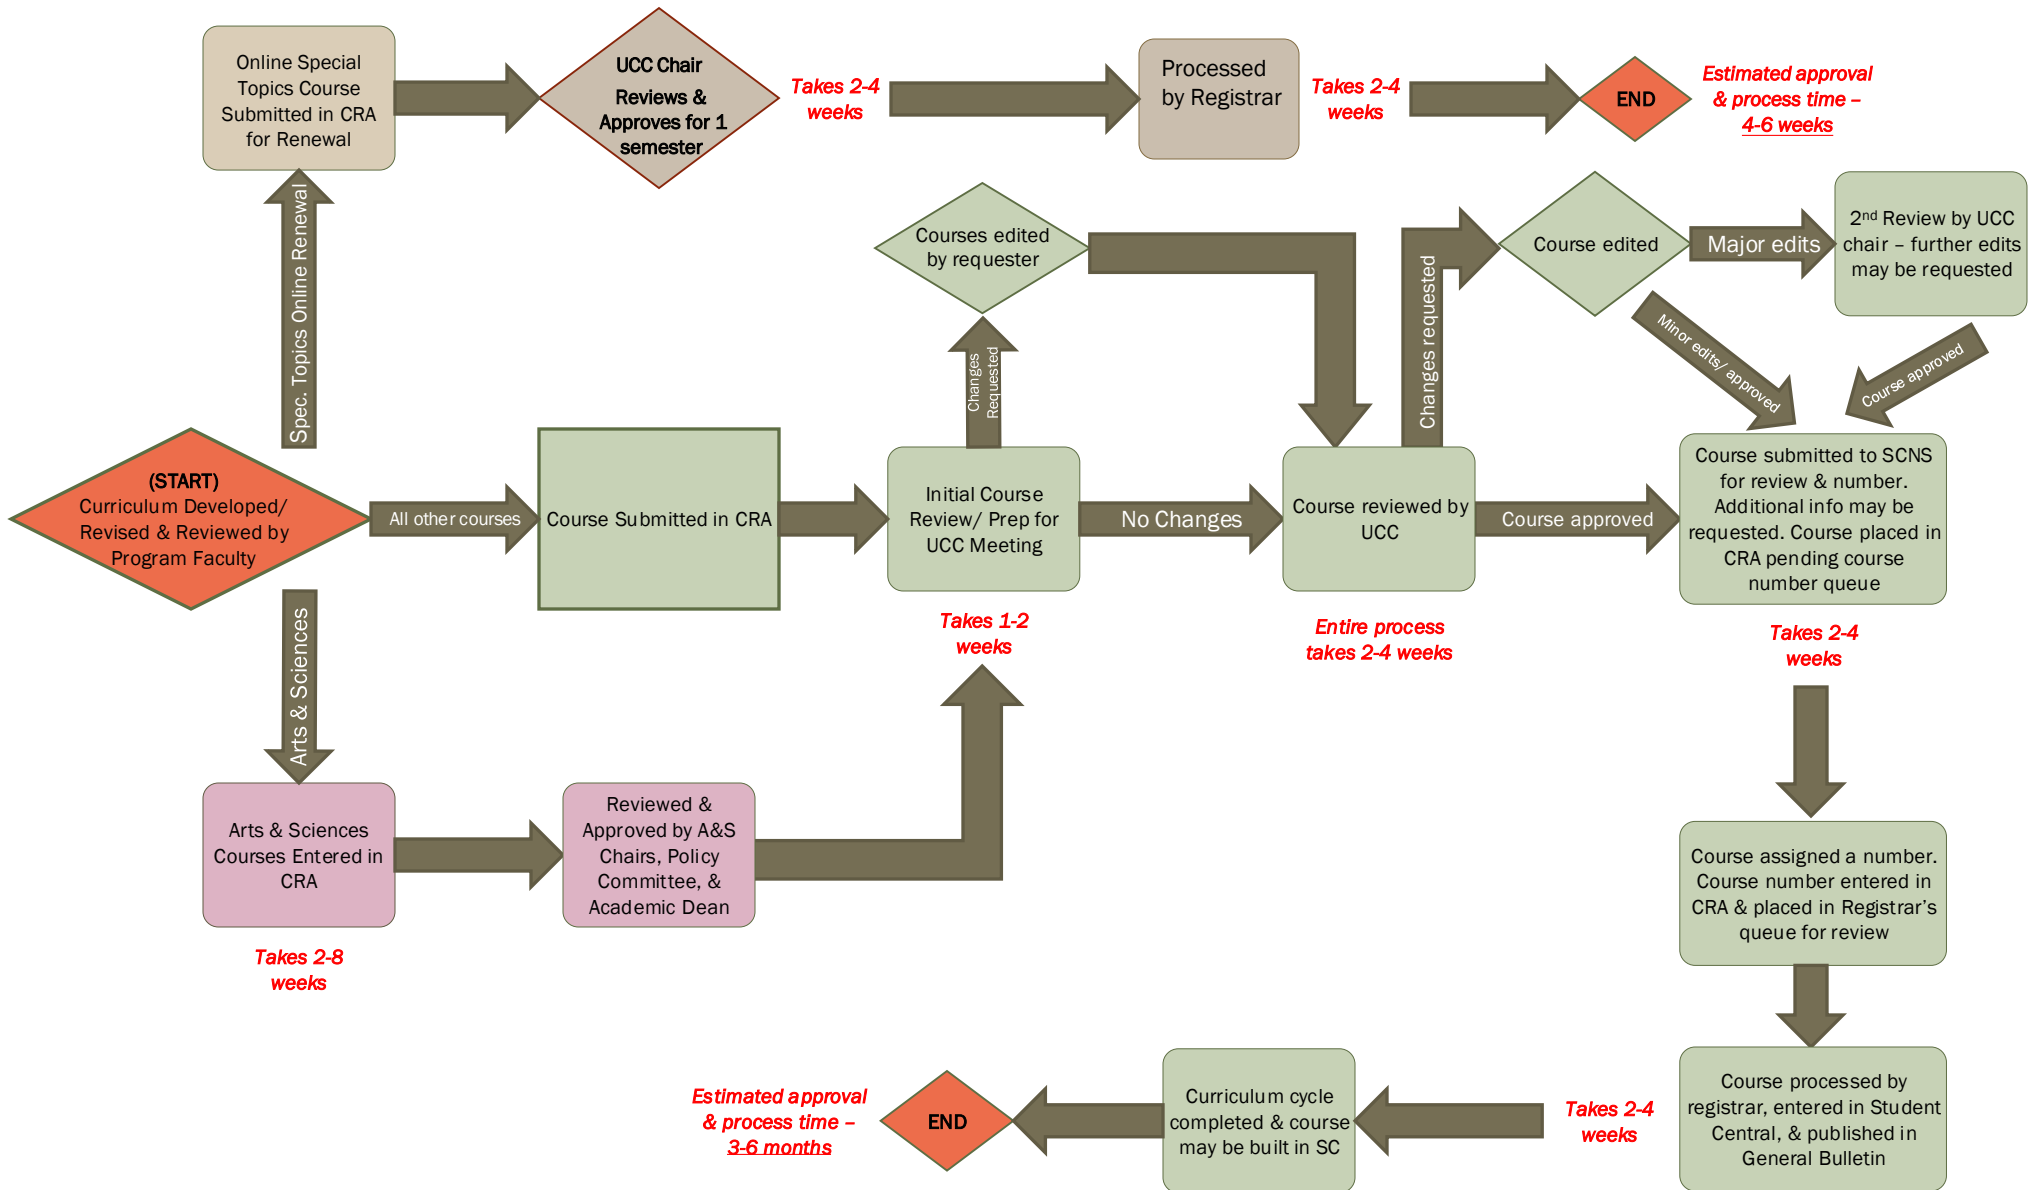 Online Special
Topics Course
Submitted in CRA
for Renewal
UCC Chair
Reviews &
Approves for 1
semester
Takes 2-4
weeks
Processed
by Registrar
Takes 2-4
weeks
END
Estimated approval
& process time –
4-6 weeks
Spec. Topics Online Renewal
Courses edited
by requester
Changes
Requested
Changes requested
Course edited
Major edits
2nd Review by UCC
chair – further edits
may be requested
Minor edits/ approved
Course approved
(START)
Curriculum Developed/
Revised & Reviewed by
Program Faculty
All other courses
Course Submitted in CRA
Initial Course
Review/ Prep for
UCC Meeting
Takes 1-2
weeks
No Changes
Course reviewed by
UCC
Entire process
takes 2-4 weeks
Course approved
Course submitted to SCNS
for review & number.
Additional info may be
requested. Course placed in
CRA pending course
number queue
Takes 2-4
weeks
Arts & Sciences
Arts & Sciences
Courses Entered in
CRA
Takes 2-8
weeks
Reviewed &
Approved by A&S
Chairs, Policy
Committee, &
Academic Dean
Course assigned a number.
Course number entered in
CRA & placed in Registrar’s
queue for review
Course processed by
registrar, entered in Student
Central, & published in
General Bulletin
Takes 2-4
weeks
Curriculum cycle
completed & course
may be built in SC
END
Estimated approval
& process time –
3-6 months